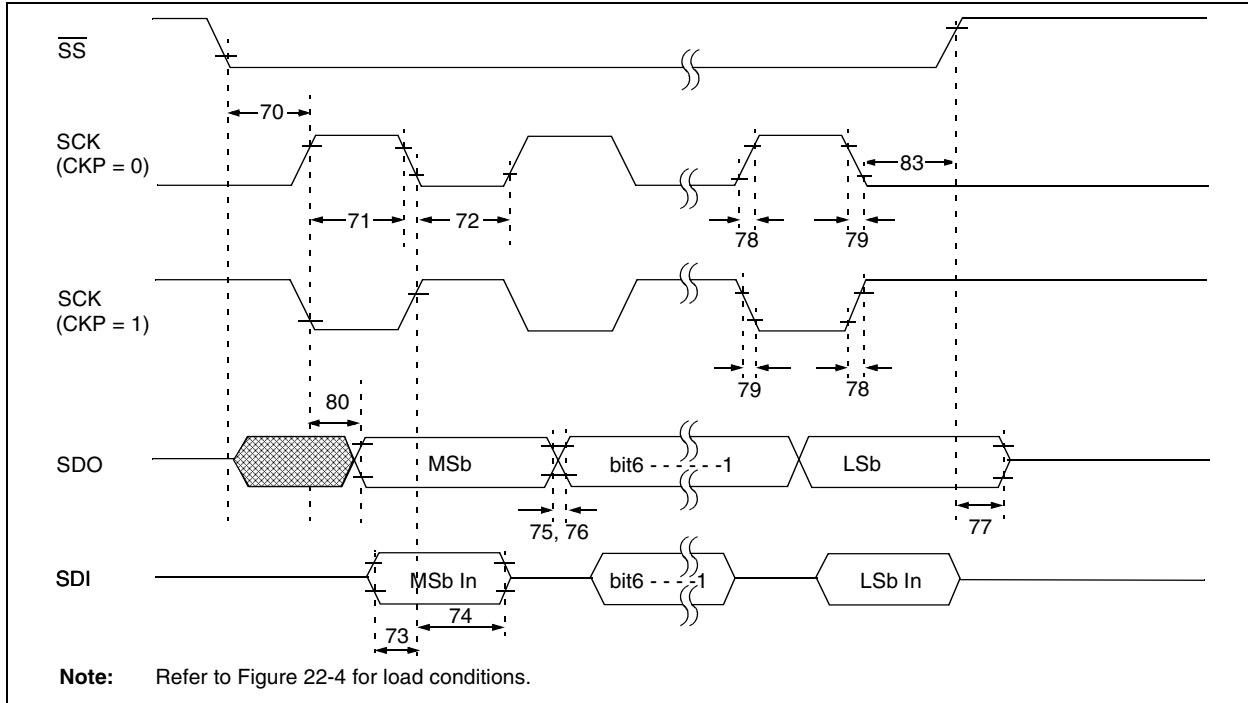 SS
70
SCK
(CKP = 0)
83
71
72
78
79
SCK
(CKP = 1)
79
78
80
SDO
MSb
bit6 - - - - - -1
LSb
75, 76
77
SDI
MSb In
bit6 - - - -1
LSb In
74
73
Note: Refer to Figure 22-4 for load conditions.